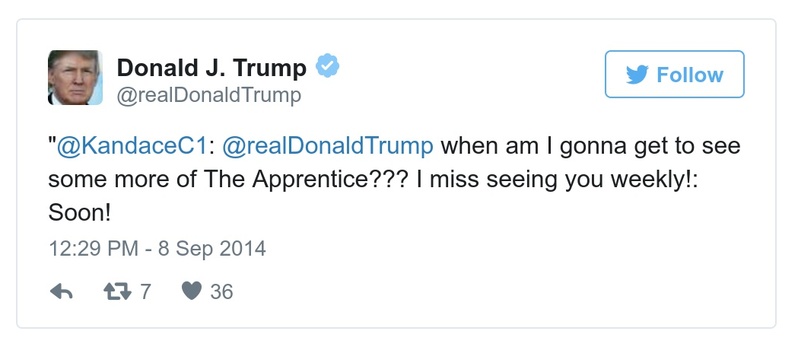 Donald J. Trump
@realDonaldTrump
Follow
"@KandaceC1: @realDonaldTrump when am I gonna get to see
some more of The Apprentice??? I miss seeing you weekly!:
Soon!
12:29 PM - 8 Sep 2014
7 36